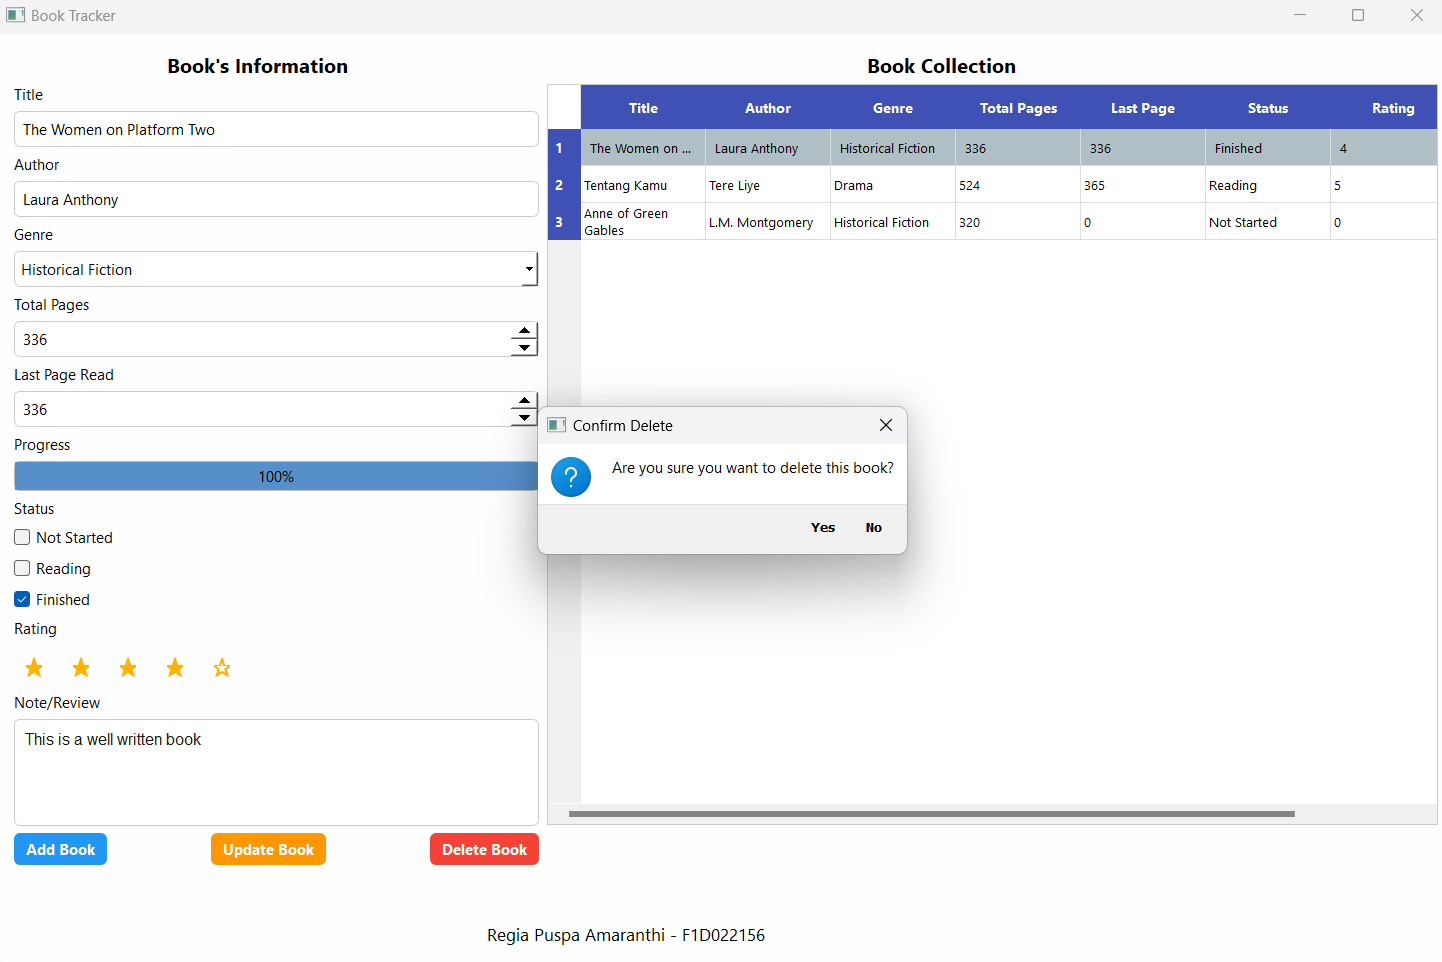 Book Tracker
Book's Information
Title
The Women on Platform Two
Author
Laura Anthony
Genre
Historical Fiction
Total Pages
336
Last Page Read
336
Progress
100%
Status
Not Started
Reading
Finished
Rating
Note/Review
This is a well written book
Add Book Update Book Delete Book
Book Collection
Title Author Genre Total Pages Last Page Status Rating
1 The Women on ... Laura Anthony Historical Fiction 336 336 Finished 4
2 Tentang Kamu Tere Liye Drama 524 365 Reading 5
3 Anne of Green Gables L.M. Montgomery Historical Fiction 320 0 Not Started 0
Confirm Delete
?
Are you sure you want to delete this book?
Yes No
Regia Puspa Amaranthi - F1D022156